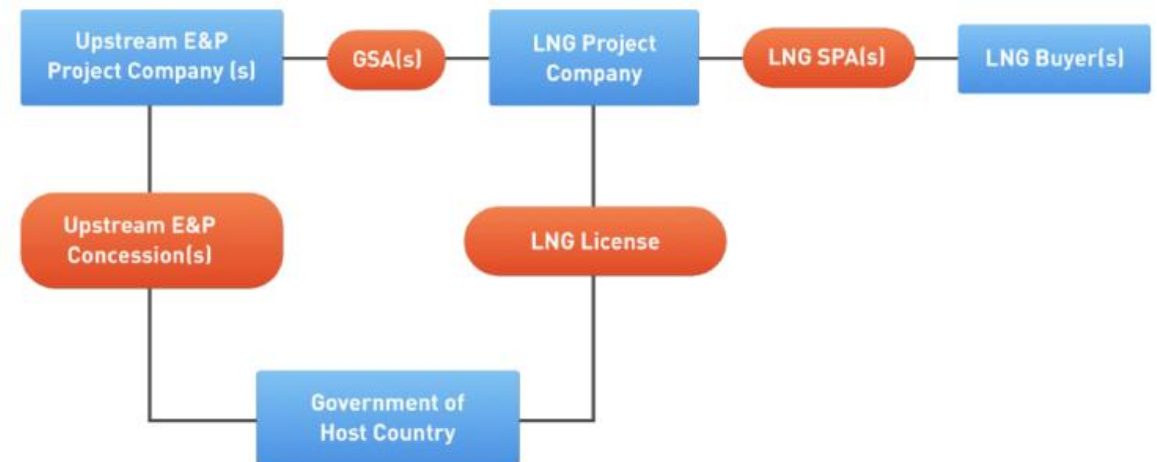 Upstream E&P
Project Company (s)
GSA(s)
LNG Project
Company
LNG SPA(s)
LNG Buyer(s)
Upstream E&P
Concession(s)
LNG License
Government of
Host Country